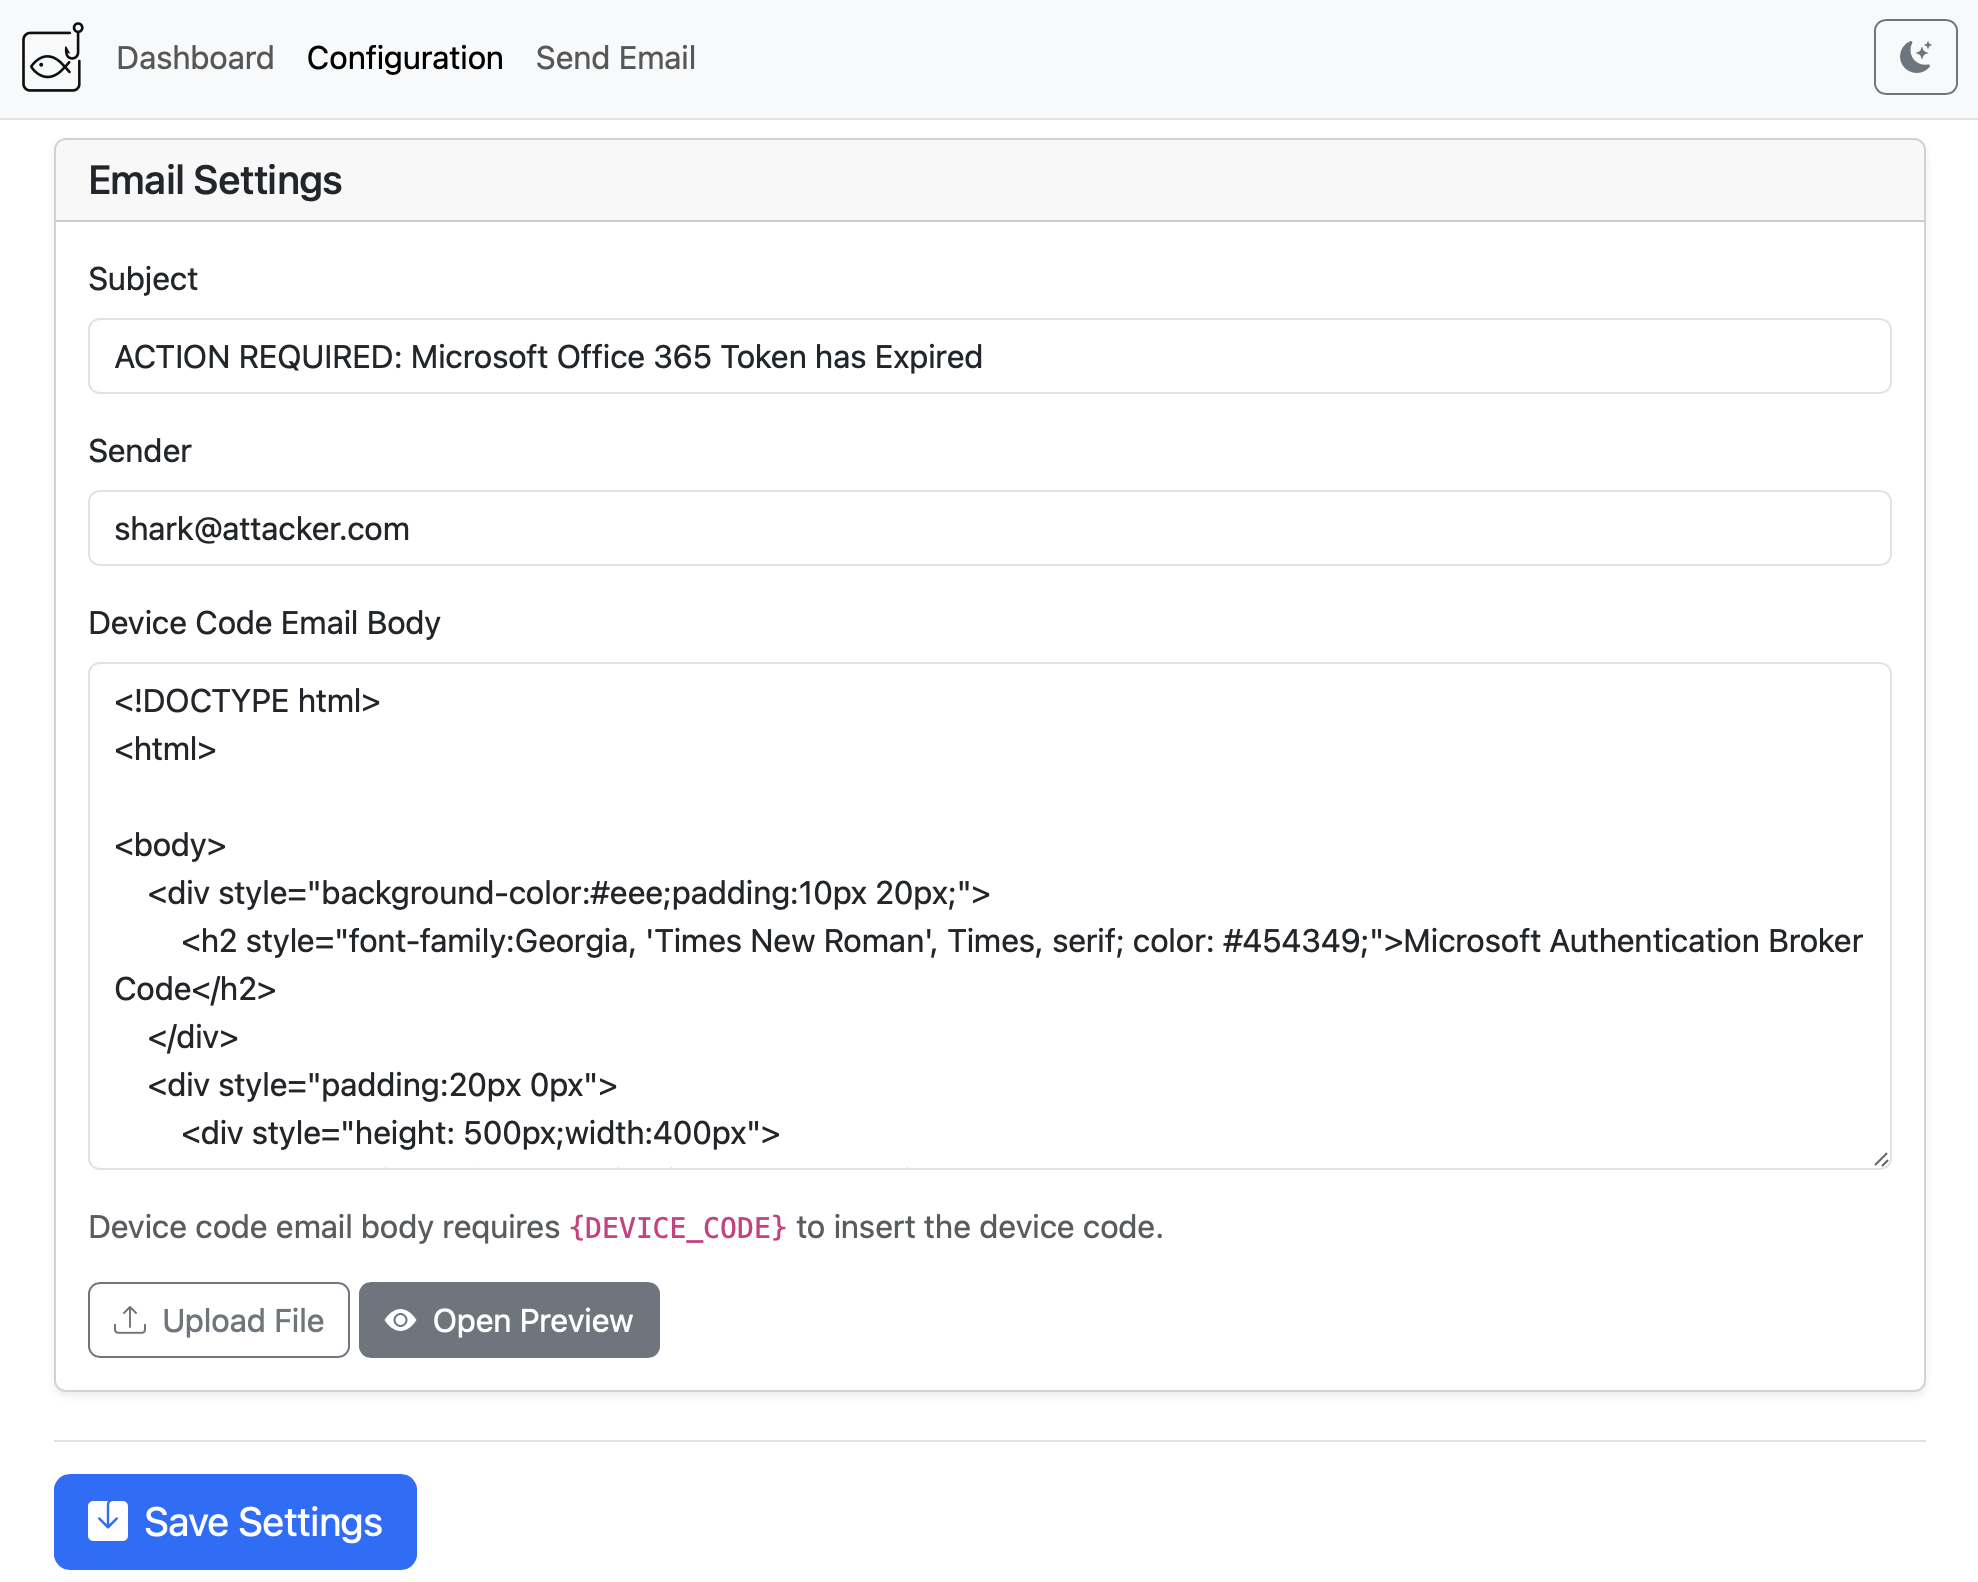 Dashboard Configuration Send Email
Email Settings
Subject
ACTION REQUIRED: Microsoft Office 365 Token has Expired
Sender
shark@attacker.com
Device Code Email Body
<!DOCTYPE html>
<html>
<body>
<div style="background-color:#eee;padding:10px 20px;">
<h2 style="font-family:Georgia, 'Times New Roman', Times, serif; color: #454349;">Microsoft Authentication Broker
Code</h2>
</div>
<div style="padding:20px 0px">
<div style="height: 500px;width:400px">
Device code email body requires {DEVICE_CODE} to insert the device code.
Upload File Open Preview
Save Settings